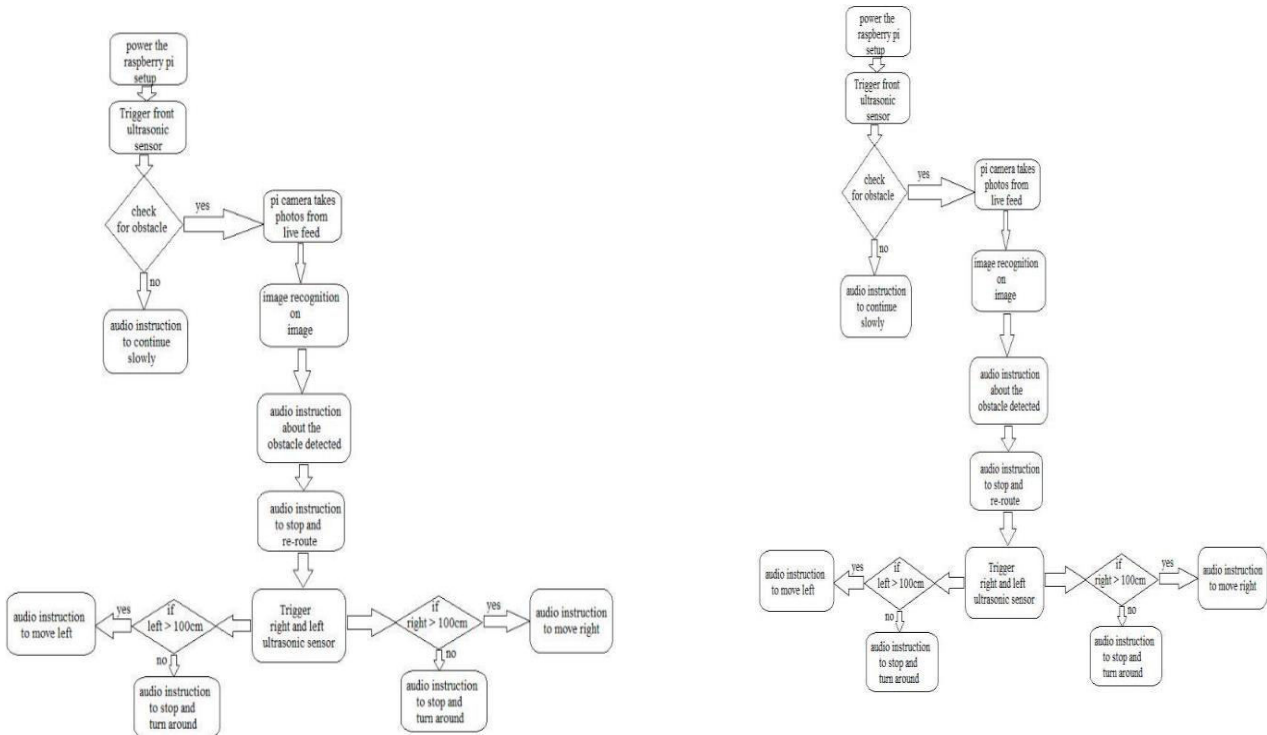 power the
raspberry pi
setup
Trigger front
ultrasonic
sensor
check
for obstacle
yes
pi camera takes
photos from
live feed
no
audio instruction
to continue
slowly
image recognition
on
image
audio instruction
about the
obstacle detected
audio instruction
to stop and
re-route
Trigger
right and left
ultrasonic sensor
if
left > 100cm
yes
audio instruction
to move left
no
audio instruction
to stop and
turn around
if
right > 100cm
yes
audio instruction
to move right
no
audio instruction
to stop and
turn around
power the
raspberry pi
setup
Trigger front
ultrasonic
sensor
check
for obstacle
yes
pi camera takes
photos from
live feed
no
audio instruction
to continue
slowly
image recognition
on
image
audio instruction
about the
obstacle detected
audio instruction
to stop and
re-route
Trigger
right and left
ultrasonic sensor
if
left > 100cm
yes
audio instruction
to move left
no
audio instruction
to stop and
turn around
if
right > 100cm
yes
audio instruction
to move right
no
audio instruction
to stop and
turn around